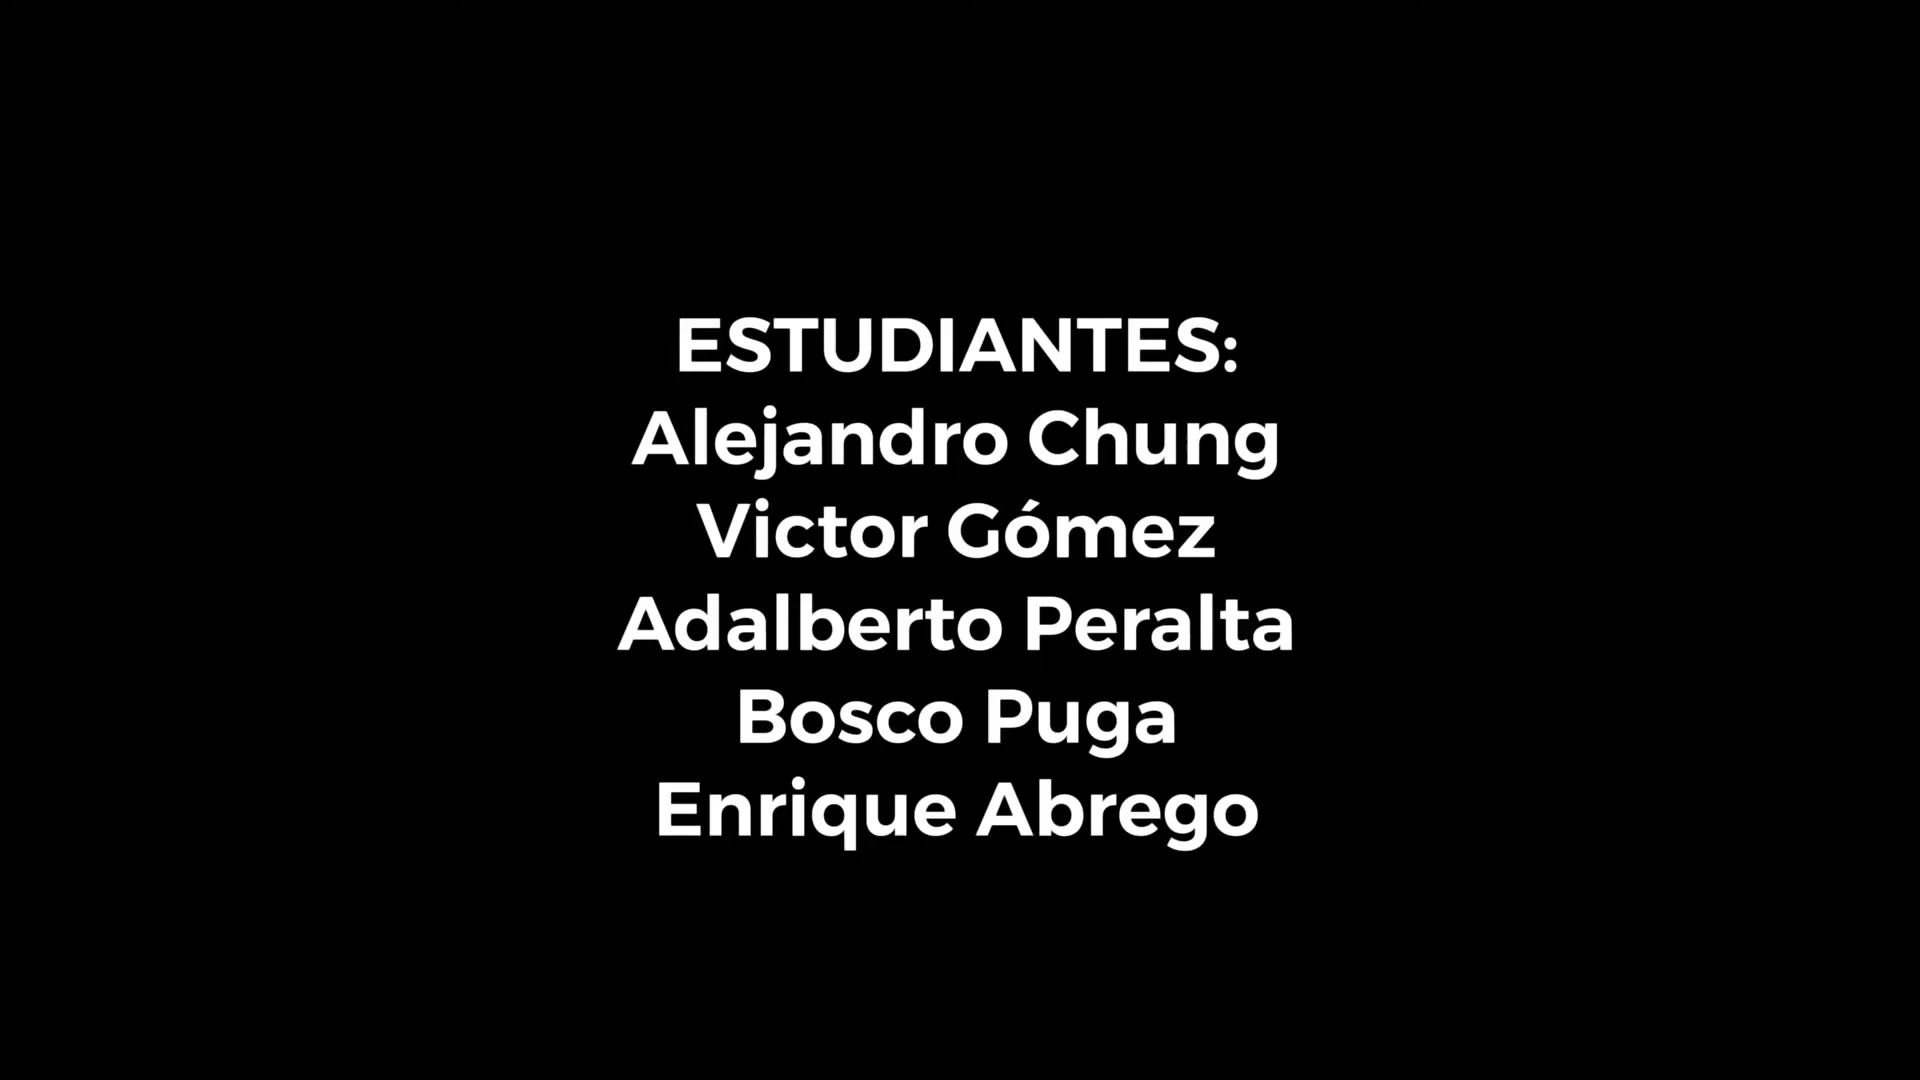 ESTUDIANTES:
Alejandro Chung
Victor Gómez
Adalberto Peralta
Bosco Puga
Enrique Abrego